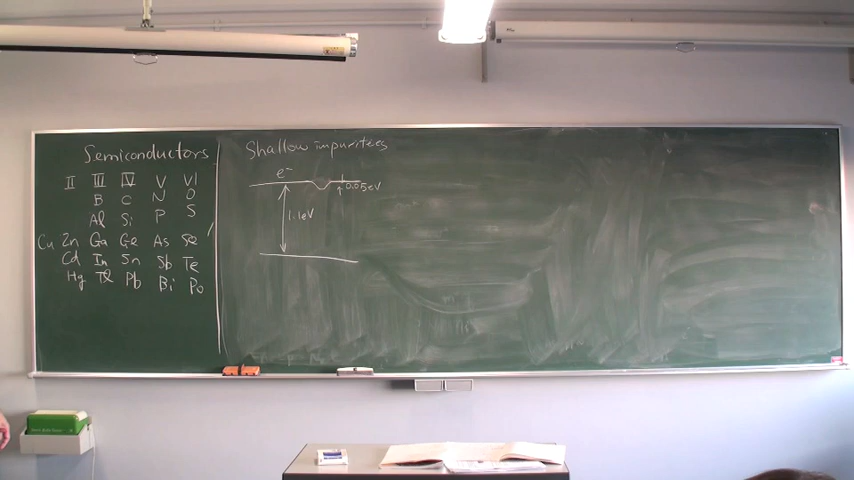 Semiconductors
II III IV V VI
B C N O
Al Si P S
Cu Zn Ga Ge As Se
Cd In Sn Sb Te
Hg Tl Pb Bi Po
Shallow impuritees
e-
0.05eV
1.1eV